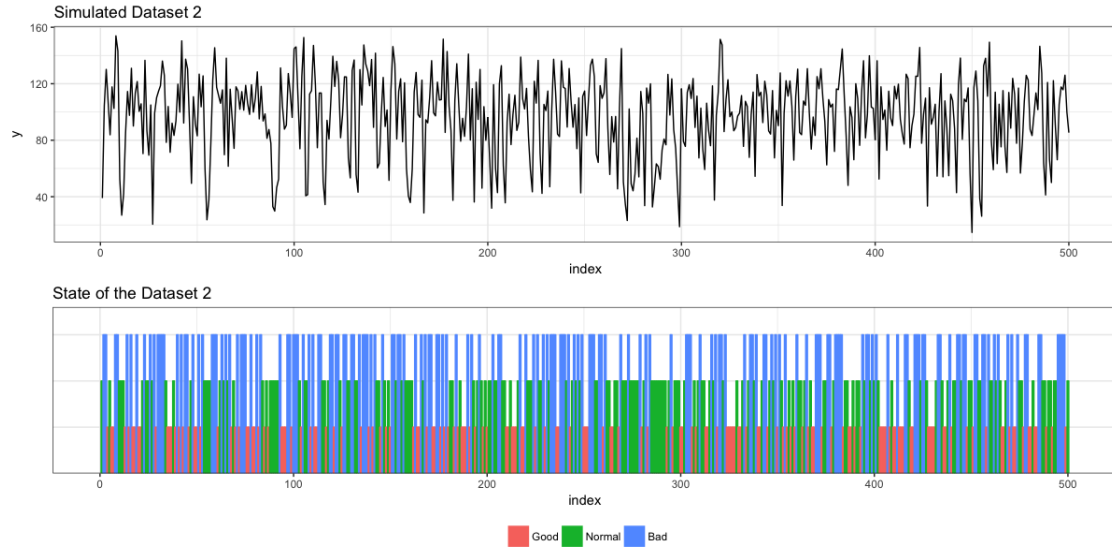 Simulated Dataset 2
160
120
80
40
y
0 100 200 300 400 500
index
State of the Dataset 2
0 100 200 300 400 500
index
Good Normal Bad